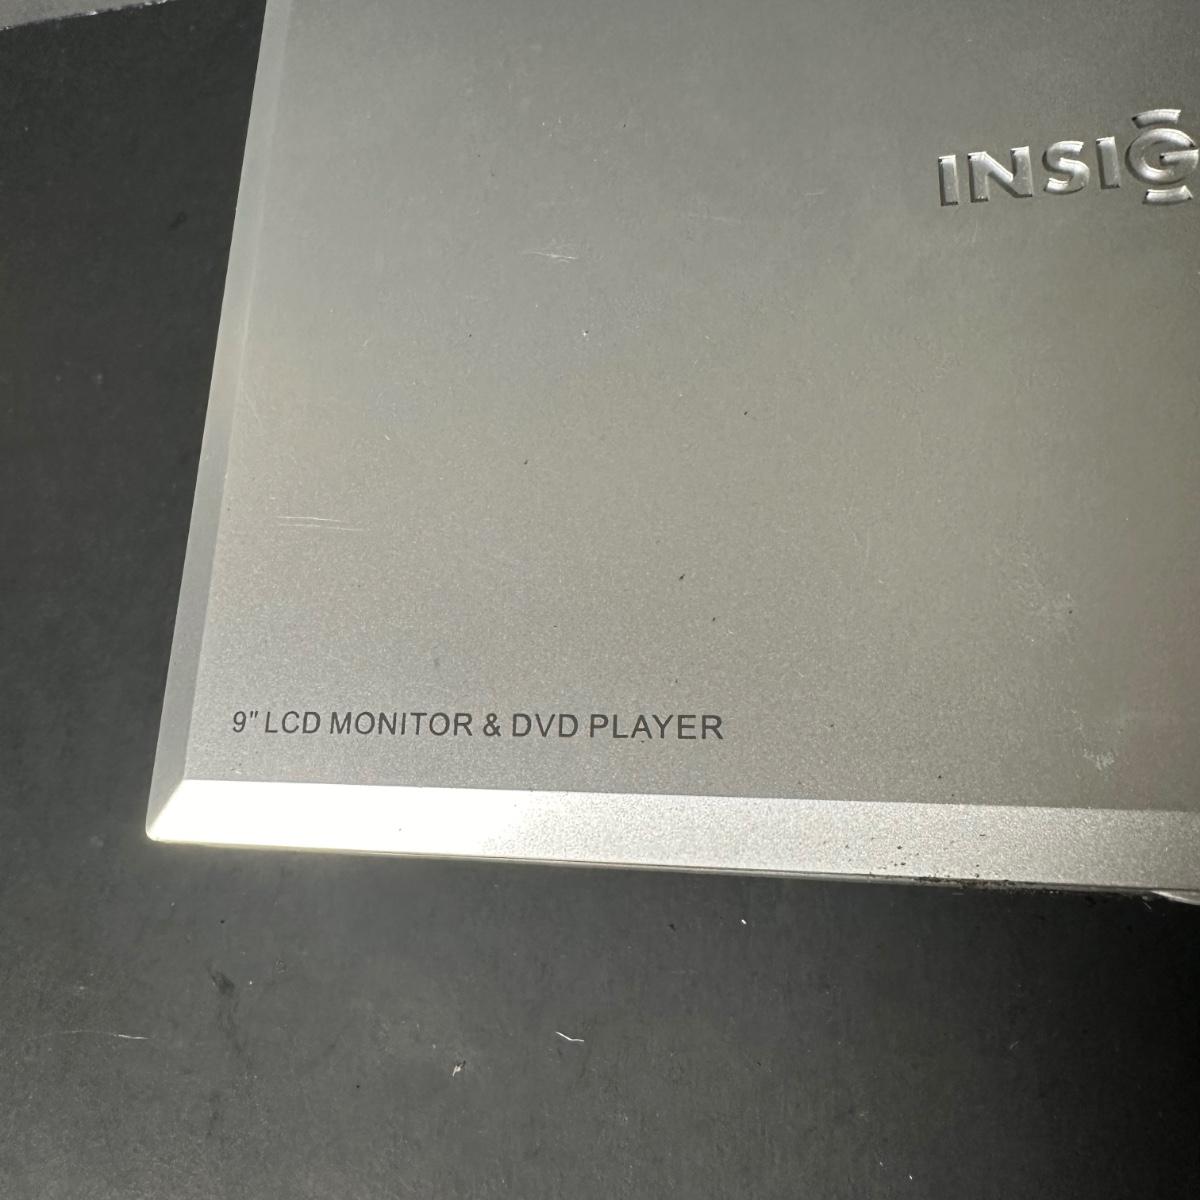 INSIG
9" LCD MONITOR & DVD PLAYER